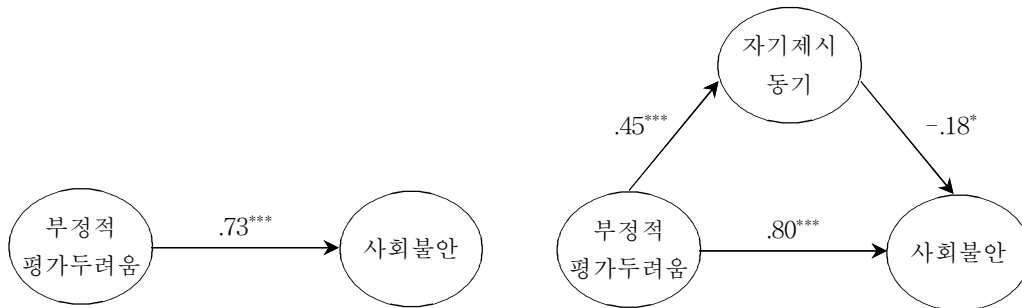 부정적
평가두려움
.73***
사회불안
자기제시
동기
.45***
-.18*
부정적
평가두려움
.80***
사회불안